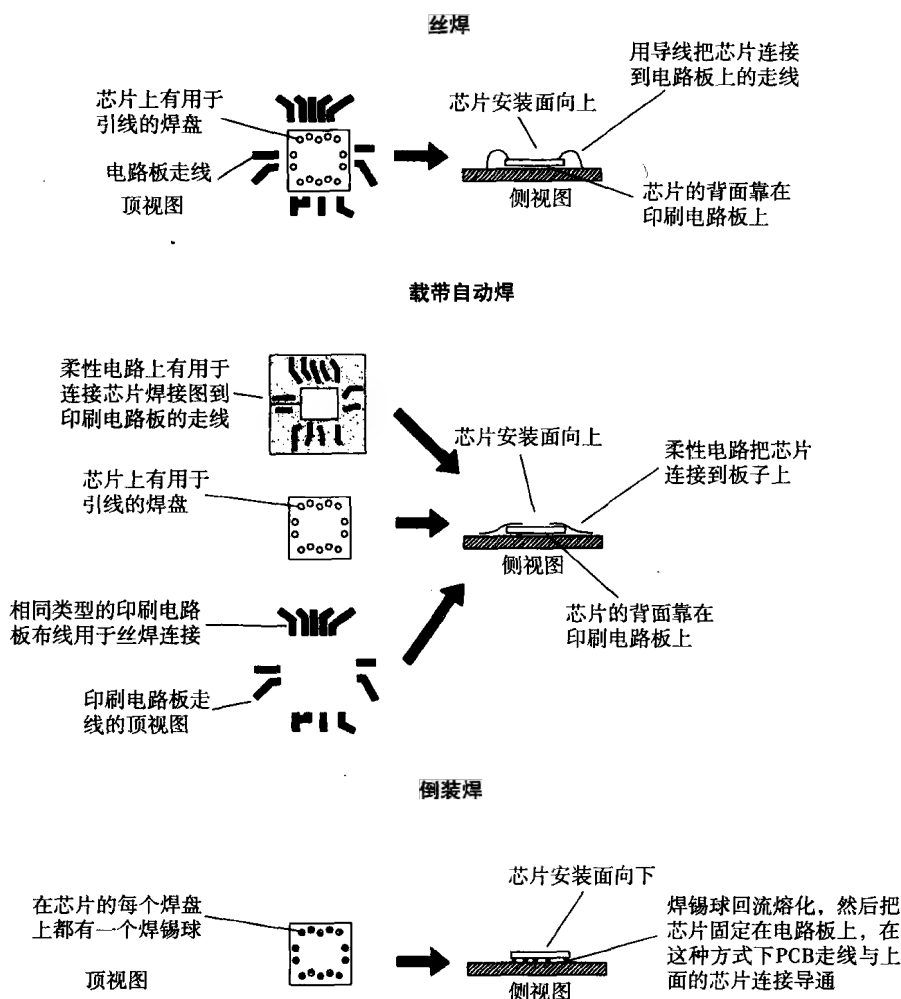 丝焊
芯片上有用于
引线的焊盘
电路板走线
顶视图
芯片安装面向上
用导线把芯片连接
到电路板上的走线
侧视图
芯片的背面靠在
印刷电路板上
载带自动焊
柔性电路上有用于
连接芯片焊接图到
印刷电路板的走线
芯片上有用于
引线的焊盘
相同类型的印刷电路
板布线用于丝焊连接
印刷电路板走
线的顶视图
芯片安装面向上
柔性电路把芯片
连接到板子上
侧视图
芯片的背面靠在
印刷电路板上
倒装焊
在芯片的每个焊盘
上都有一个焊锡球
顶视图
芯片安装面向下
侧视图
焊锡球回流熔化，然后把
芯片固定在电路板上，在
这种方式下PCB走线与上
面的芯片连接导通